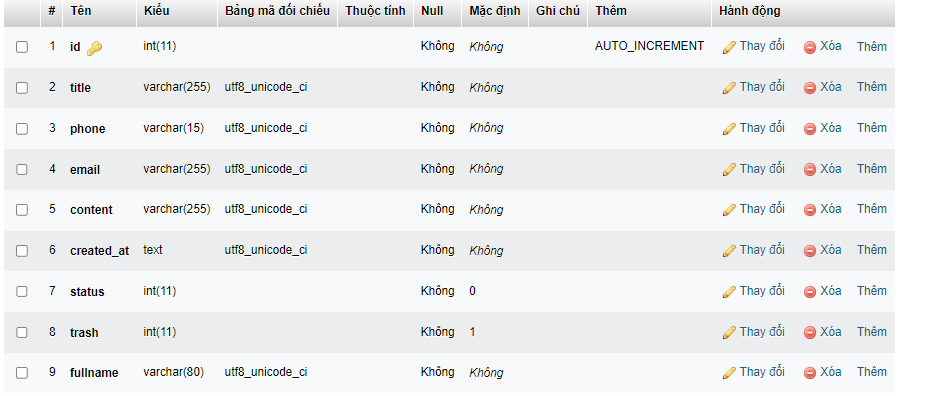 # Tên Kiểu Bảng mã đối chiếu Thuộc tính Null Mặc định Ghi chú Thêm Hành động
1 id int(11) Không Không AUTO_INCREMENT Thay đổi Xóa Thêm
2 title varchar(255) utf8_unicode_ci Không Không Thay đổi Xóa Thêm
3 phone varchar(15) utf8_unicode_ci Không Không Thay đổi Xóa Thêm
4 email varchar(255) utf8_unicode_ci Không Không Thay đổi Xóa Thêm
5 content varchar(255) utf8_unicode_ci Không Không Thay đổi Xóa Thêm
6 created_at text utf8_unicode_ci Không Không Thay đổi Xóa Thêm
7 status int(11) Không 0 Thay đổi Xóa Thêm
8 trash int(11) Không 1 Thay đổi Xóa Thêm
9 fullname varchar(80) utf8_unicode_ci Không Không Thay đổi Xóa Thêm